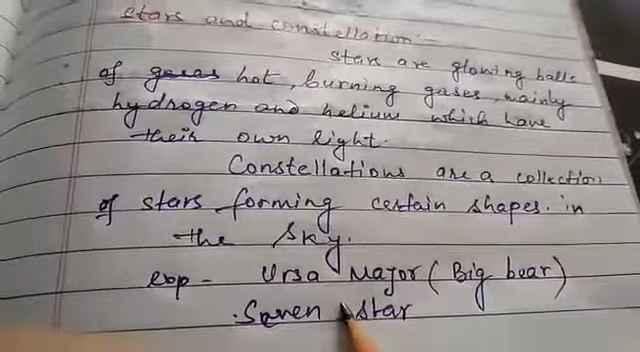 Stars and constellation:-
Stars are glowing balls
of gases hot, burning gases, mainly
hydrogen and helium which have
their own light.
Constellations are a collection
of stars forming certain shapes in
the sky.
exp - Ursa Major (Big bear)
Seven star